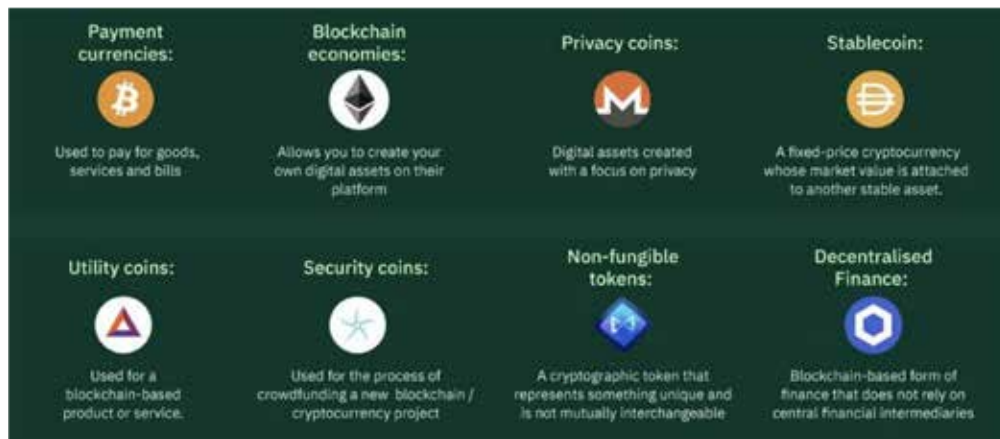 Payment
currencies:
Used to pay for goods,
services and bills
Blockchain
economies:
Allows you to create your
own digital assets on their
platform
Privacy coins:
Digital assets created
with a focus on privacy
Stablecoin:
A fixed-price cryptocurrency
whose market value is attached
to another stable asset.
Utility coins:
Used for a
blockchain-based
product or service.
Security coins:
Used for the process of
crowdfunding a new blockchain /
cryptocurrency project
Non-fungible
tokens:
A cryptographic token that
represents something unique and
is not mutually interchangeable
Decentralised
Finance:
Blockchain-based form of
finance that does not rely on
central financial intermediaries